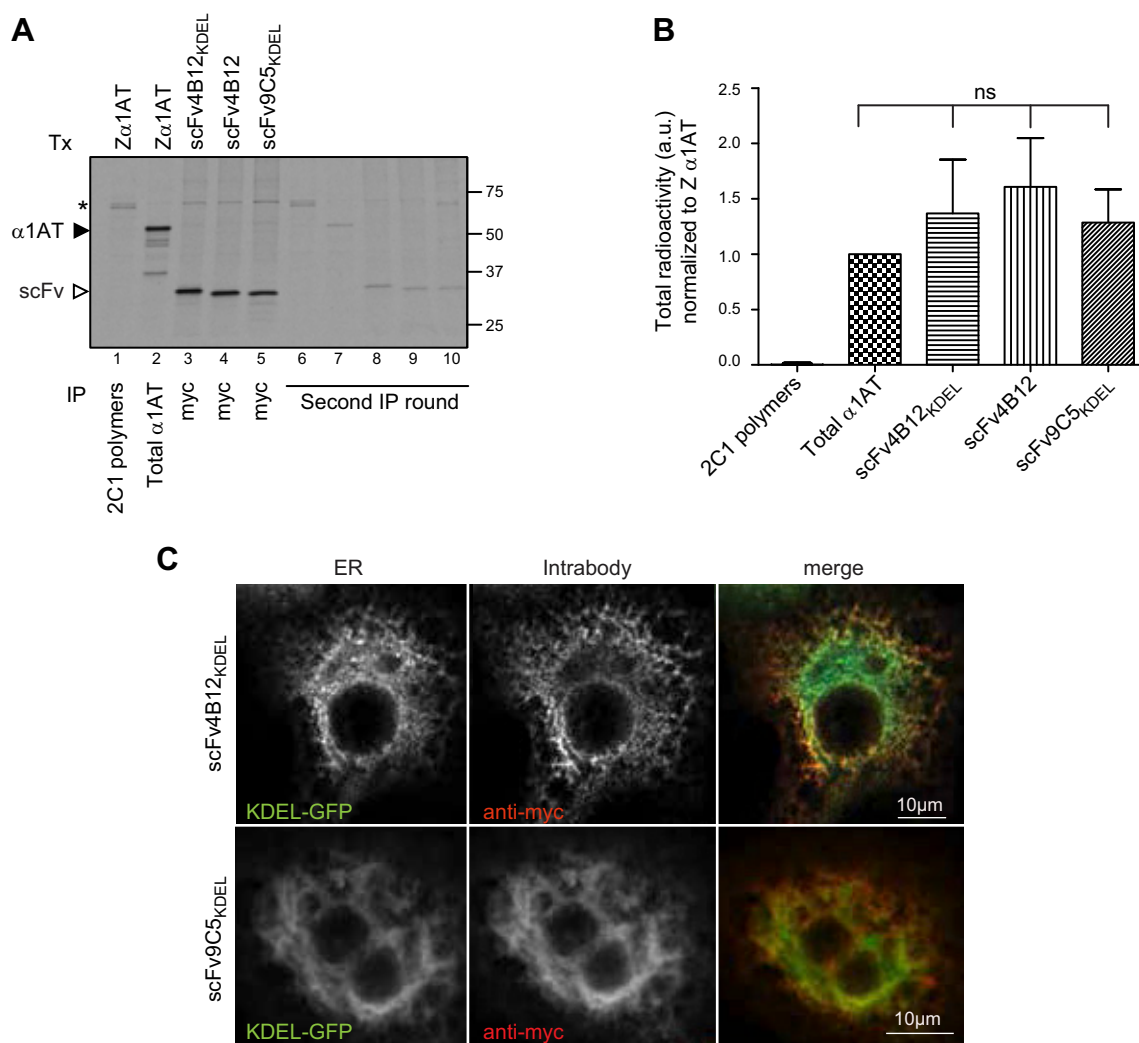 A
Tx
Zα1AT
Zα1AT
scFv4B12KDEL
scFv4B12
scFv9C5KDEL
*
α1AT
scFv
75
50
37
25
1 2 3 4 5 6 7 8 9 10
IP
2C1 polymers
Total α1AT
myc
myc
myc
Second IP round
B
Total radioactivity (a.u.)
normalized to Z α1AT
2.5
2.0
1.5
1.0
0.5
0.0
ns
2C1 polymers
Total α1AT
scFv4B12KDEL
scFv4B12
scFv9C5KDEL
C
ER Intrabody merge
scFv4B12KDEL
KDEL-GFP anti-myc 10μm
scFv9C5KDEL
KDEL-GFP anti-myc 10μm